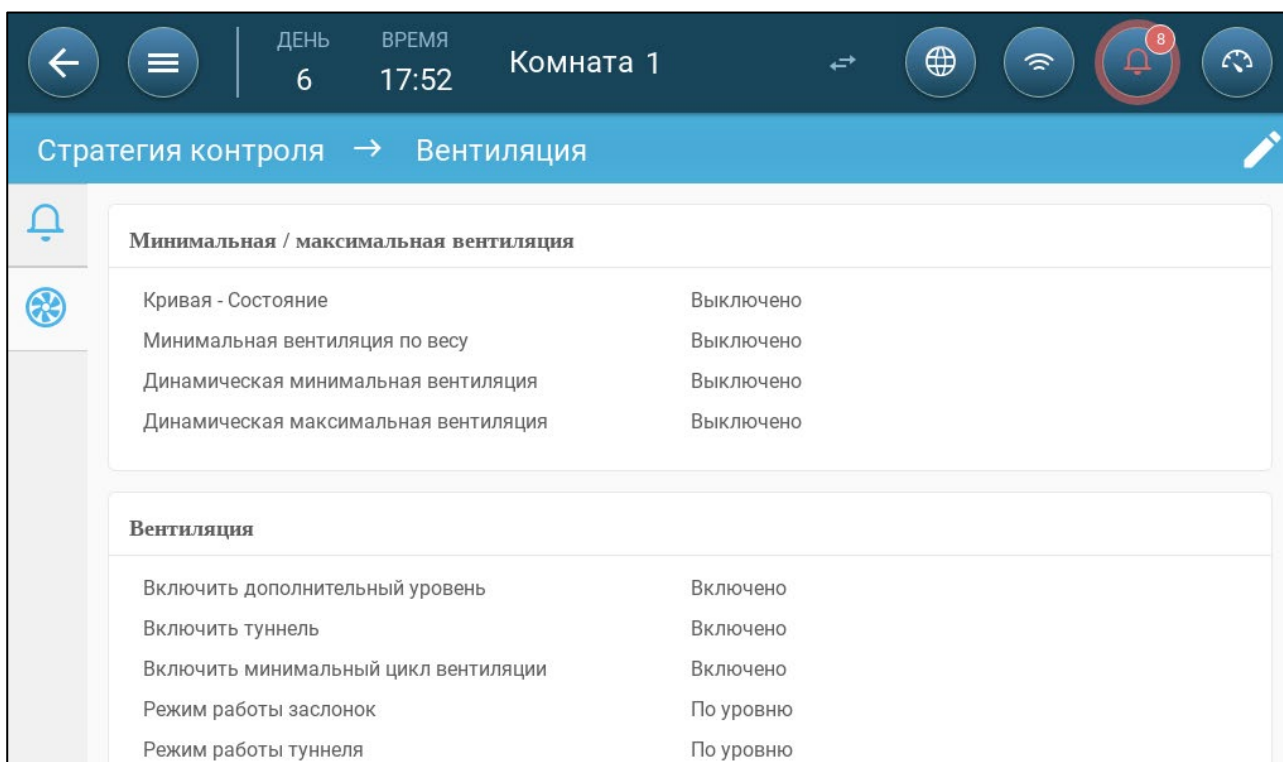 ДЕНЬ ВРЕМЯ
6 17:52 Комната 1 8
Стратегия контроля → Вентиляция
Минимальная / максимальная вентиляция
Кривая - Состояние Выключено
Минимальная вентиляция по весу Выключено
Динамическая минимальная вентиляция Выключено
Динамическая максимальная вентиляция Выключено
Вентиляция
Включить дополнительный уровень Включено
Включить туннель Включено
Включить минимальный цикл вентиляции Включено
Режим работы заслонок По уровню
Режим работы туннеля По уровню